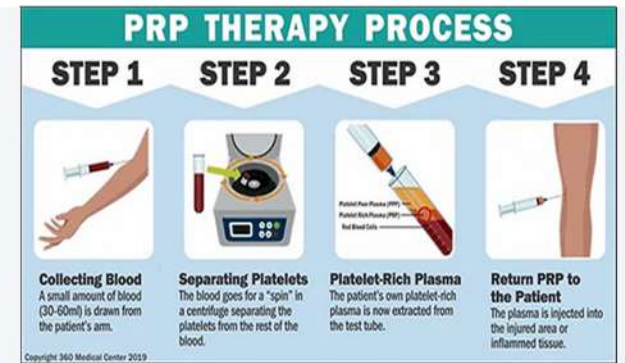 PRP THERAPY PROCESS
STEP 1
STEP 2
STEP 3
STEP 4
Platelet Poor Plasma (PPP)
Platelet Rich Plasma (PRP)
Red Blood Cells
Collecting Blood
A small amount of blood
(30-60ml) is drawn from
the patient's arm.
Separating Platelets
The blood goes for a "spin" in
a centrifuge separating the
platelets from the rest of the
blood.
Platelet-Rich Plasma
The patient's own platelet-rich
plasma is now extracted from
the test tube.
Return PRP to
the Patient
The plasma is injected into
the injured area or
inflammed tissue.
Copyright 360 Medical Center 2019